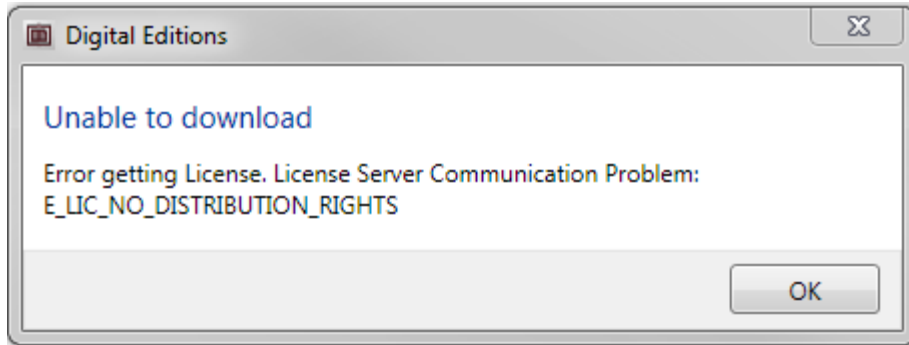 Digital Editions
Unable to download
Error getting License. License Server Communication Problem:
E_LIC_NO_DISTRIBUTION_RIGHTS
OK